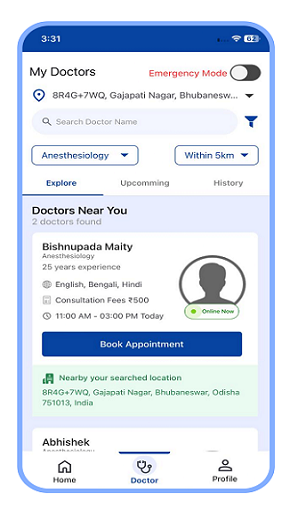 3:31
62
My Doctors
Emergency Mode
8R4G+7WQ, Gajapati Nagar, Bhubanesw...
Search Doctor Name
Anesthesiology
Within 5km
Explore
Upcomming
History
Doctors Near You
2 doctors found
Bishnupada Maity
Anesthesiology
25 years experience
English, Bengali, Hindi
Consultation Fees ₹500
11:00 AM - 03:00 PM Today
Online Now
Book Appointment
Nearby your searched location
8R4G+7WQ, Gajapati Nagar, Bhubaneswar, Odisha
751013, India
Abhishek
Anesthesiology
Home
Doctor
Profile